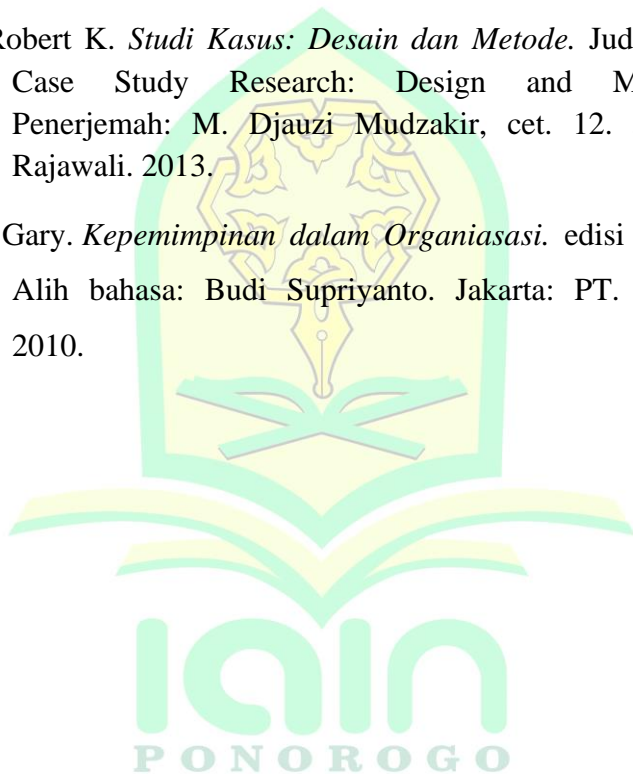 Robert K. Studi Kasus: Desain dan Metode. Jud
Case Study Research: Design and M
Penerjemah: M. Djauzi Mudzakir, cet. 12.
Rajawali. 2013.
Gary. Kepemimpinan dalam Organiasasi. edisi
Alih bahasa: Budi Supriyanto. Jakarta: PT.
2010.
iain
PONOROGO